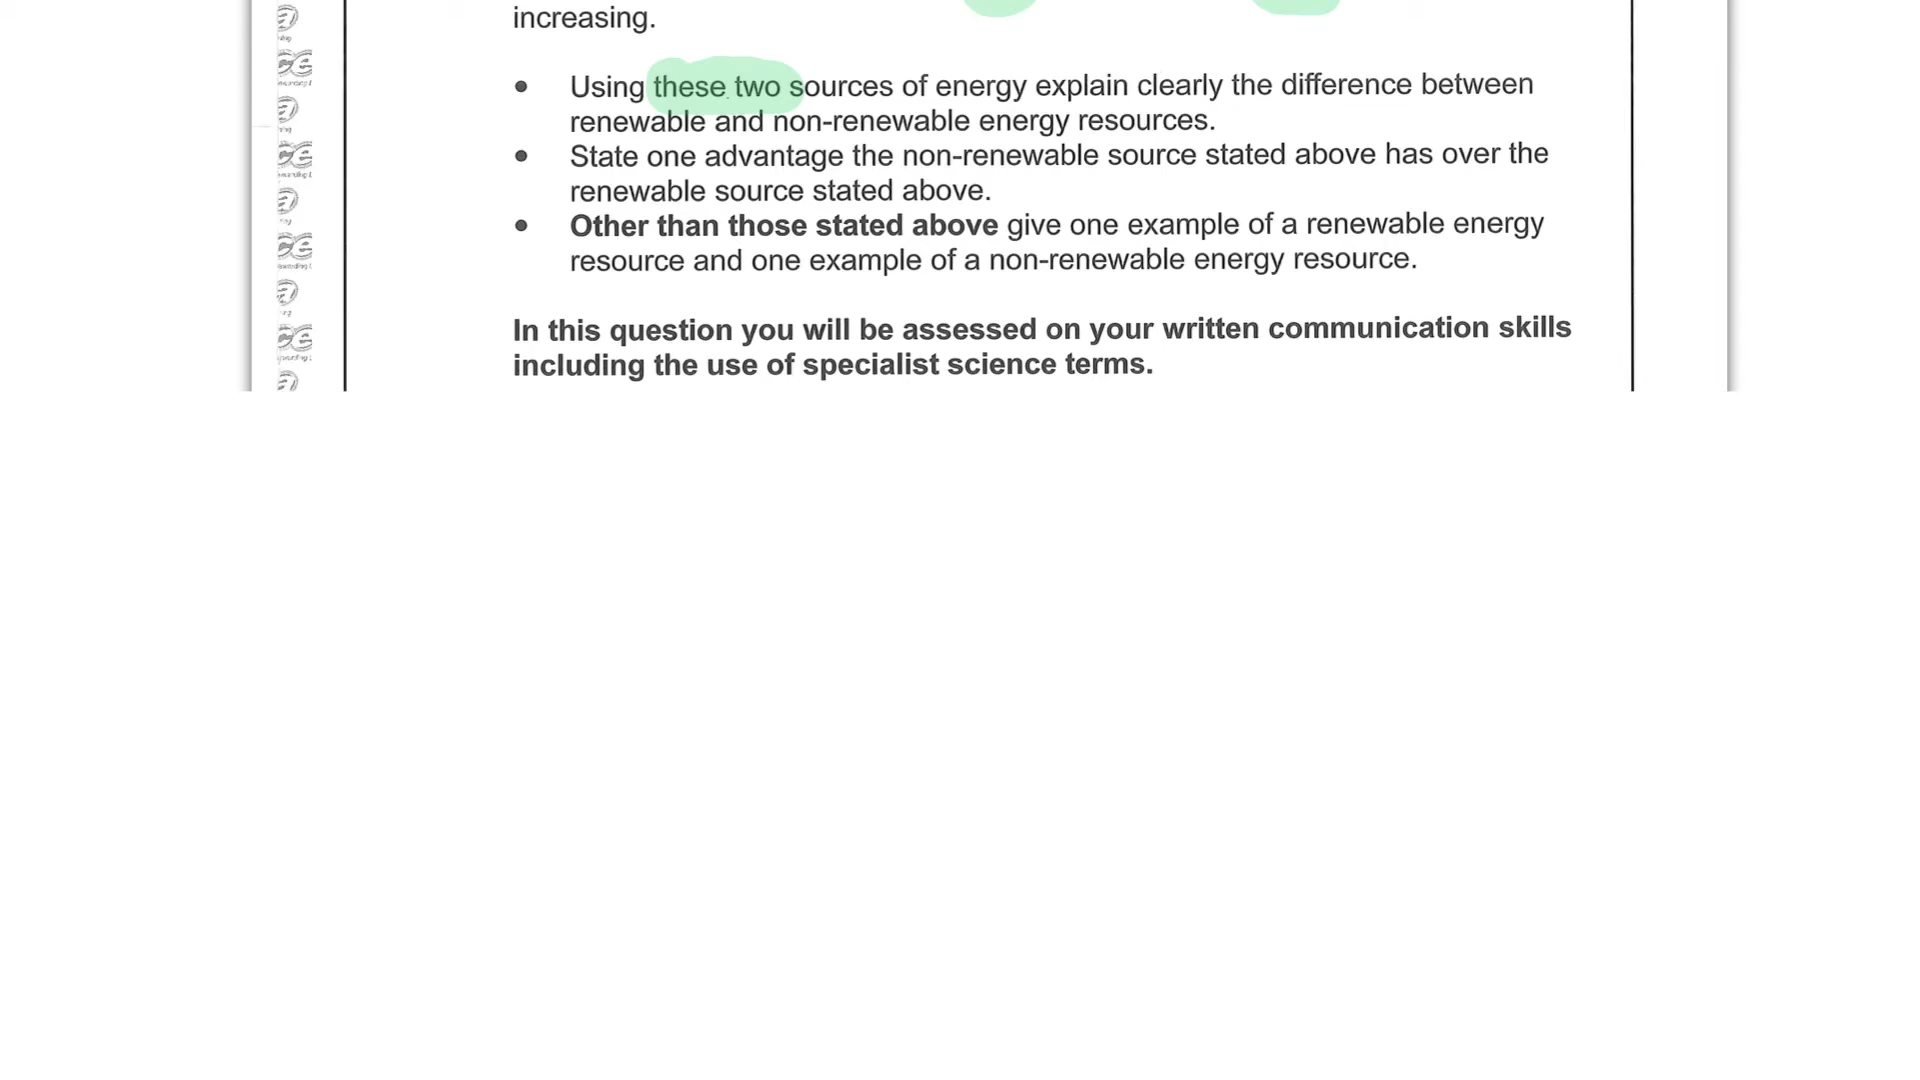 increasing.
• Using these two sources of energy explain clearly the difference between
renewable and non-renewable energy resources.
• State one advantage the non-renewable source stated above has over the
renewable source stated above.
• Other than those stated above give one example of a renewable energy
resource and one example of a non-renewable energy resource.
In this question you will be assessed on your written communication skills
including the use of specialist science terms.